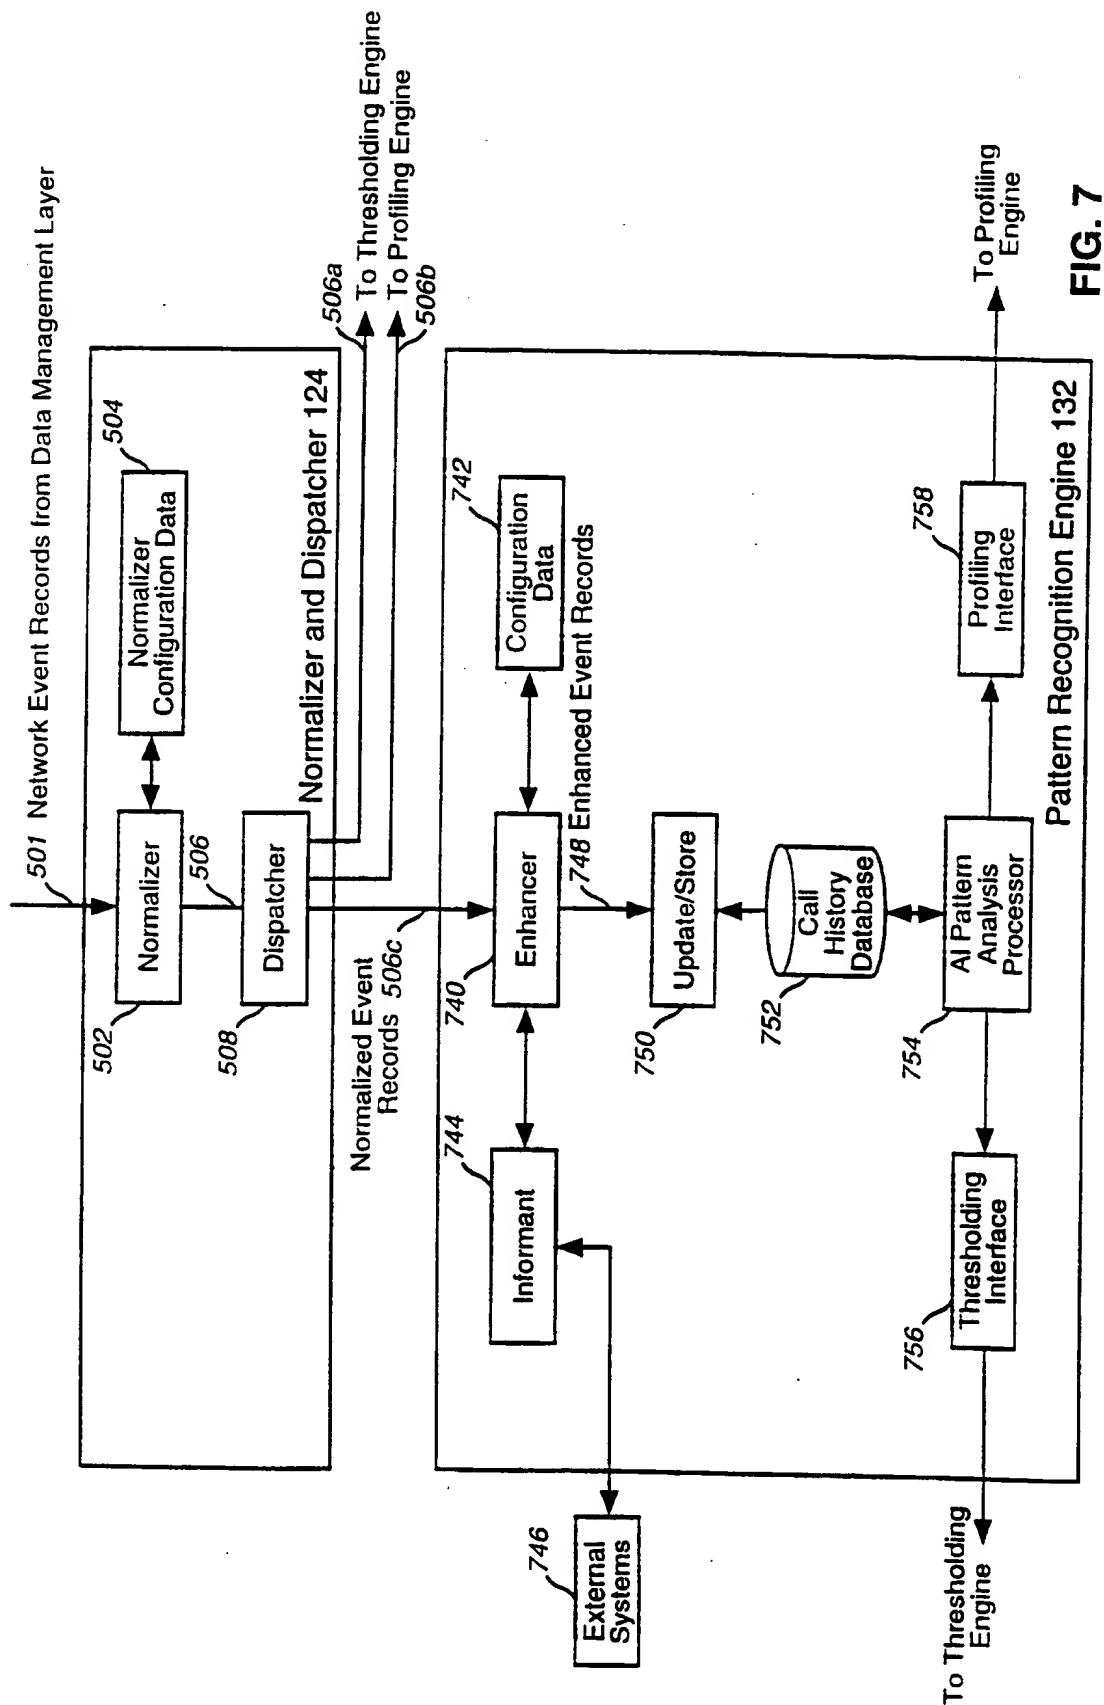 501 Network Event Records from Data Management Layer
504
Normalizer
Configuration Data
Normalizer
502
506
Dispatcher
508
Normalizer and Dispatcher 124
506a
To Thresholding Engine
To Profiling Engine
506b
Normalized Event
Records 506c
742
Configuration
Data
740
Enhancer
744
Informant
748 Enhanced Event Records
746
External
Systems
Update/Store
750
Call
History
Database
752
AI Pattern
Analysis
Processor
754
758
Profiling
Interface
756
Thresholding
Interface
To Profiling
Engine
To Thresholding
Engine
Pattern Recognition Engine 132
FIG. 7